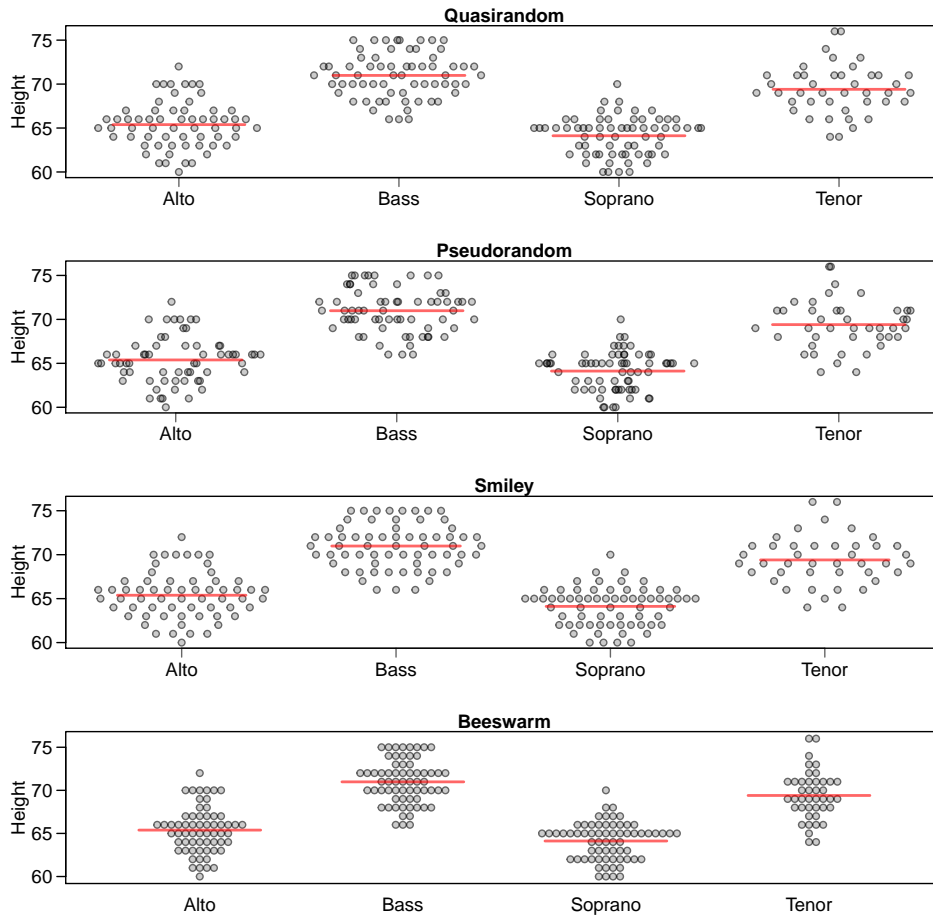 Quasirandom
Height
75
70
65
60
Alto Bass Soprano Tenor
Pseudorandom
Height
75
70
65
60
Alto Bass Soprano Tenor
Smiley
Height
75
70
65
60
Alto Bass Soprano Tenor
Beeswarm
Height
75
70
65
60
Alto Bass Soprano Tenor